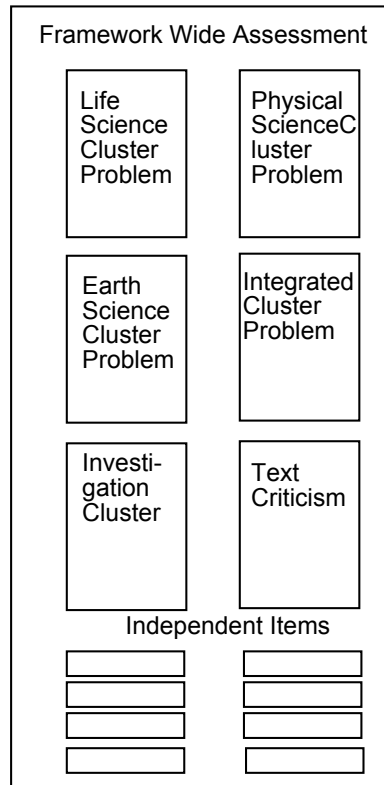 Framework Wide Assessment
Life
Science
Cluster
Problem
Physical
ScienceC
luster
Problem
Earth
Science
Cluster
Problem
Integrated
Cluster
Problem
Investi-
gation
Cluster
Text
Criticism
Independent Items